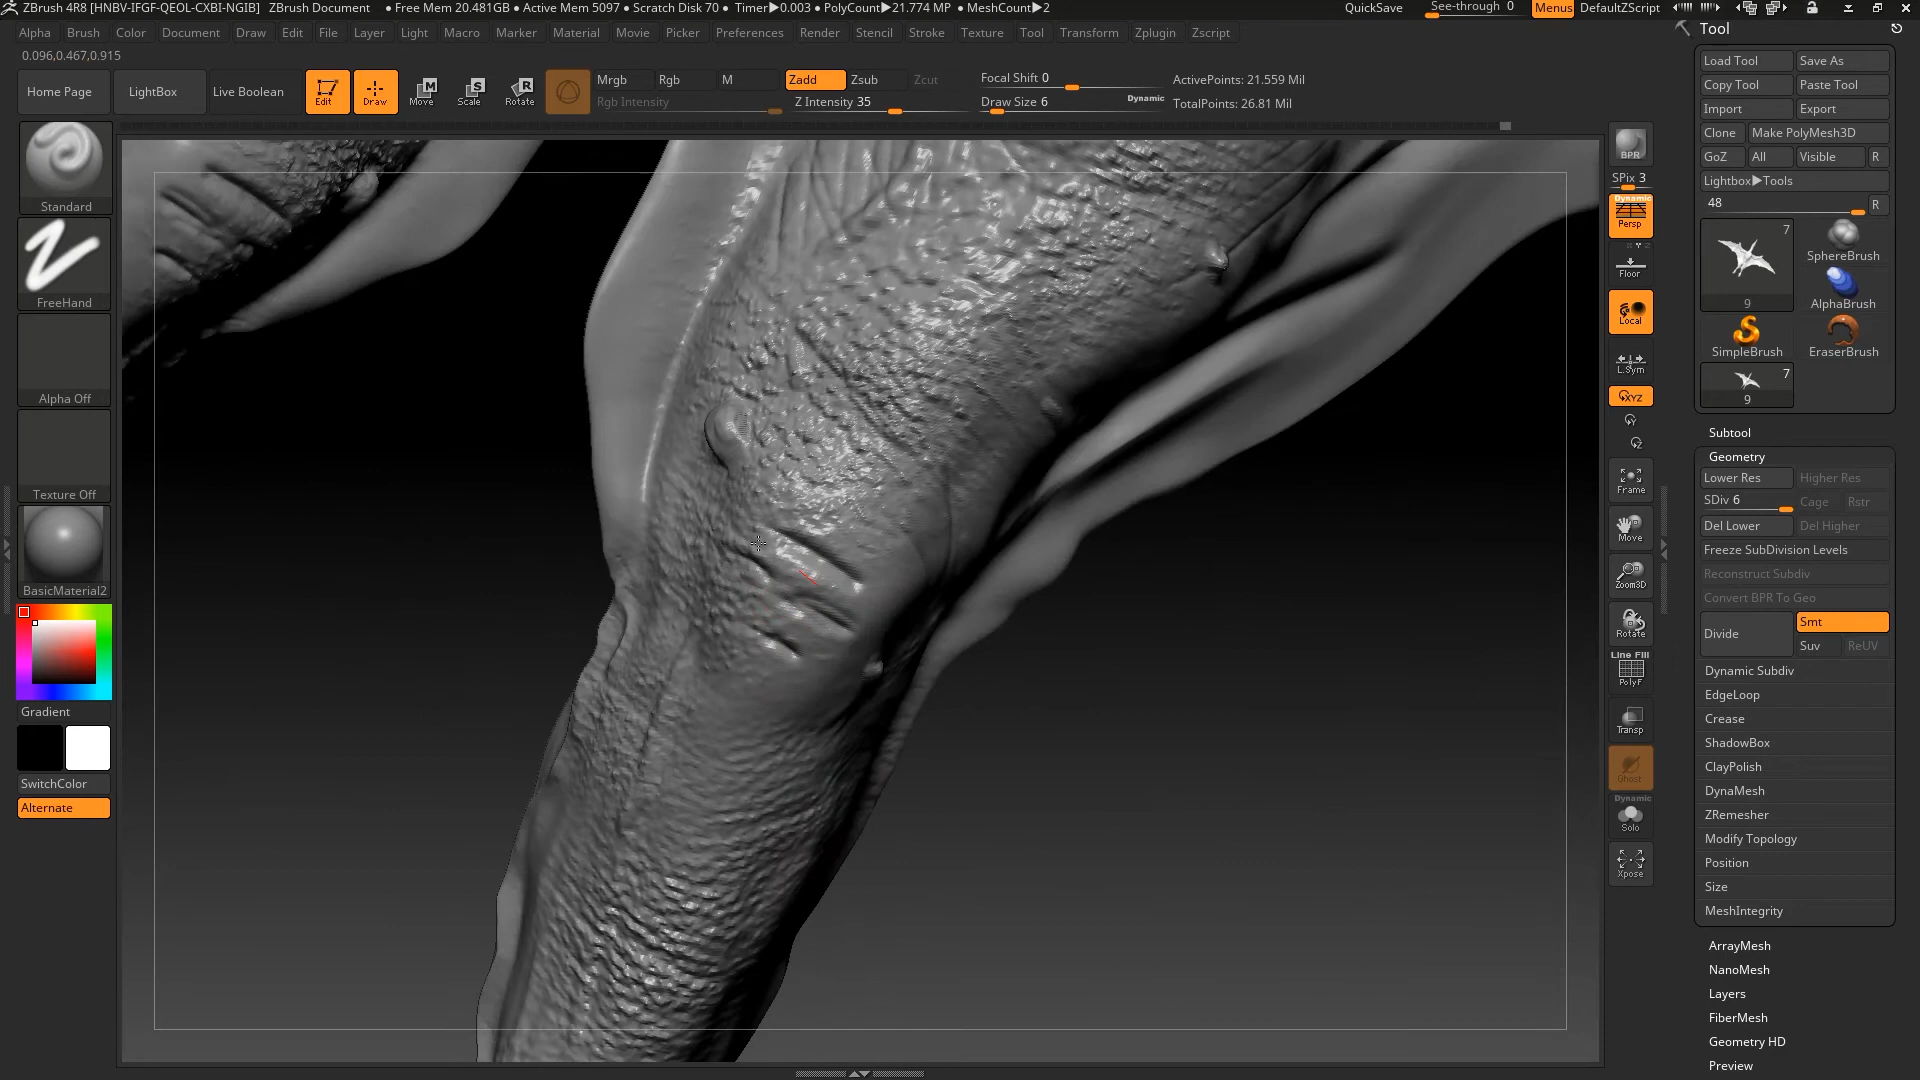 ZBrush 4R8 [HNBV-IFGF-QEOL-CXBI-NGIB] ZBrush Document ● Free Mem 20.481GB ● Active Mem 5097 ● Scratch Disk 70 ● Timer▶0.003 ● PolyCount▶21.774 MP ● MeshCount▶2 QuickSave See-through 0 Menus DefaultZScript
Alpha Brush Color Document Draw Edit File Layer Light Macro Marker Material Movie Picker Preferences Render Stencil Stroke Texture Tool Transform Zplugin Zscript
0.096,0.467,0.915
Home Page LightBox Live Boolean Edit Draw Move Scale Rotate
Mrgb Rgb M Zadd Zsub Zcut
Rgb Intensity Z Intensity 35
Focal Shift 0
Draw Size 6 Dynamic
ActivePoints: 21.559 Mil
TotalPoints: 26.81 Mil
Standard
FreeHand
Alpha Off
Texture Off
BasicMaterial2
Gradient
SwitchColor
Alternate
BPR
SPix 3
Dynamic
Persp
Floor
Local
L.Sym
XYZ
Y
Z
Frame
Move
Zoom3D
Rotate
Line Fill
PolyF
Transp
Ghost
Dynamic
Solo
Xpose
Tool
Load Tool Save As
Copy Tool Paste Tool
Import Export
Clone Make PolyMesh3D
GoZ All Visible R
Lightbox▶Tools
48 R
7
9
SphereBrush
AlphaBrush
SimpleBrush EraserBrush
7
9
Subtool
Geometry
Lower Res Higher Res
SDiv 6 Cage Rstr
Del Lower Del Higher
Freeze SubDivision Levels
Reconstruct Subdiv
Convert BPR To Geo
Divide Smt
Suv ReUV
Dynamic Subdiv
EdgeLoop
Crease
ShadowBox
ClayPolish
DynaMesh
ZRemesher
Modify Topology
Position
Size
MeshIntegrity
ArrayMesh
NanoMesh
Layers
FiberMesh
Geometry HD
Preview